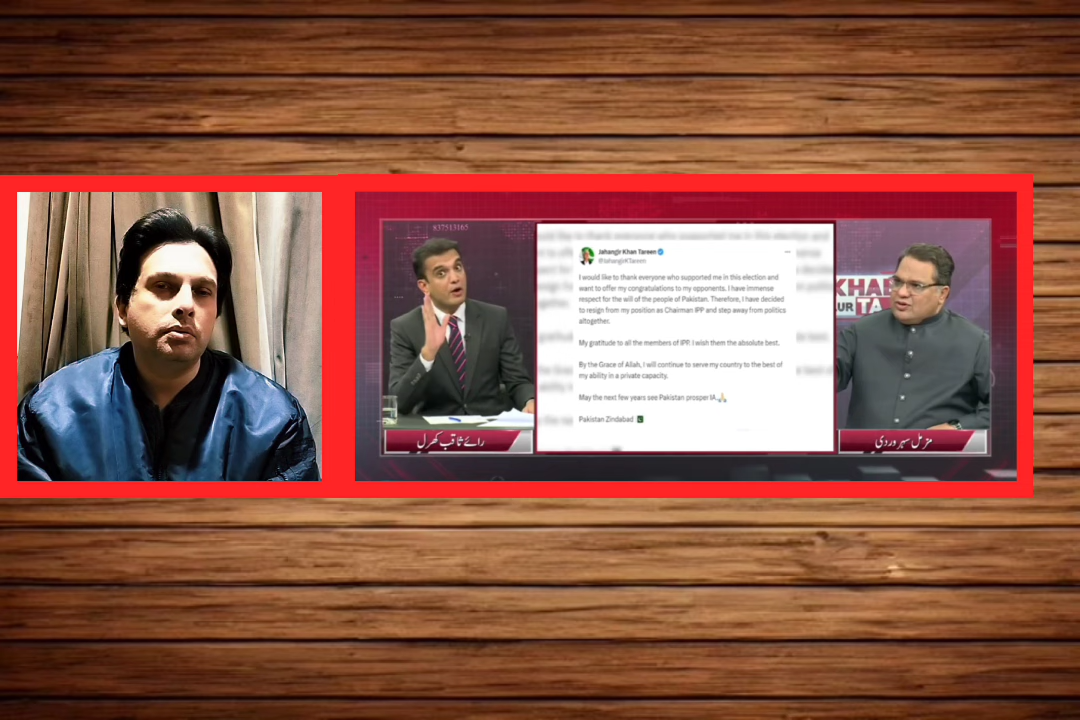 837513165
Jahangir Khan Tareen
@JahangirKTareen
I would like to thank everyone who supported me in this election and
want to offer my congratulations to my opponents. I have immense
respect for the will of the people of Pakistan. Therefore, I have decided
to resign from my position as Chairman IPP and step away from politics
altogether.
My gratitude to all the members of IPP. I wish them the absolute best.
By the Grace of Allah, I will continue to serve my country to the best of
my ability in a private capacity.
May the next few years see Pakistan prosper IA.🙏
Pakistan Zindabad 🇵🇰
KHAB
UR TA
رائے ثاقب کھرل
مزمل سہروردی